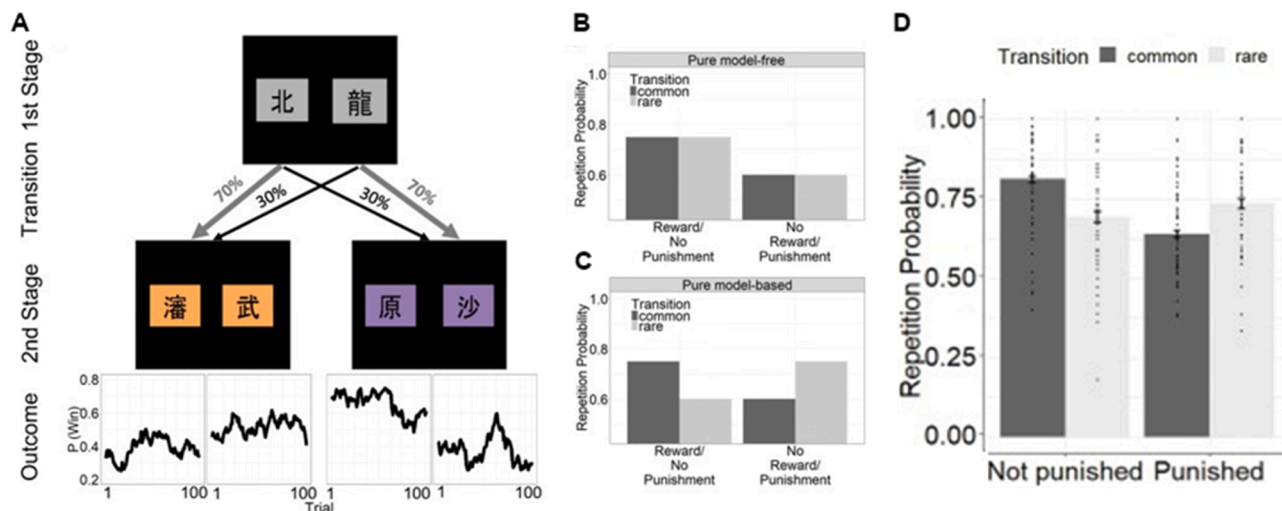 A
1st Stage
北 龍
Transition
70% 30% 30% 70%
2nd Stage
瀋 武 原 沙
Outcome
P (Win)
0.8
0.6
0.4
0.2
1 100 1 100 1 100 1 100
Trial
B
Pure model-free
Repetition Probability
1.0
0.8
0.6
Transition
common
rare
Reward/
No
Punishment
No
Reward/
Punishment
C
Pure model-based
Repetition Probability
1.0
0.8
0.6
Transition
common
rare
Reward/
No
Punishment
No
Reward/
Punishment
D
Transition common rare
Repetition Probability
1.00
0.75
0.50
0.25
0.00
Not punished Punished